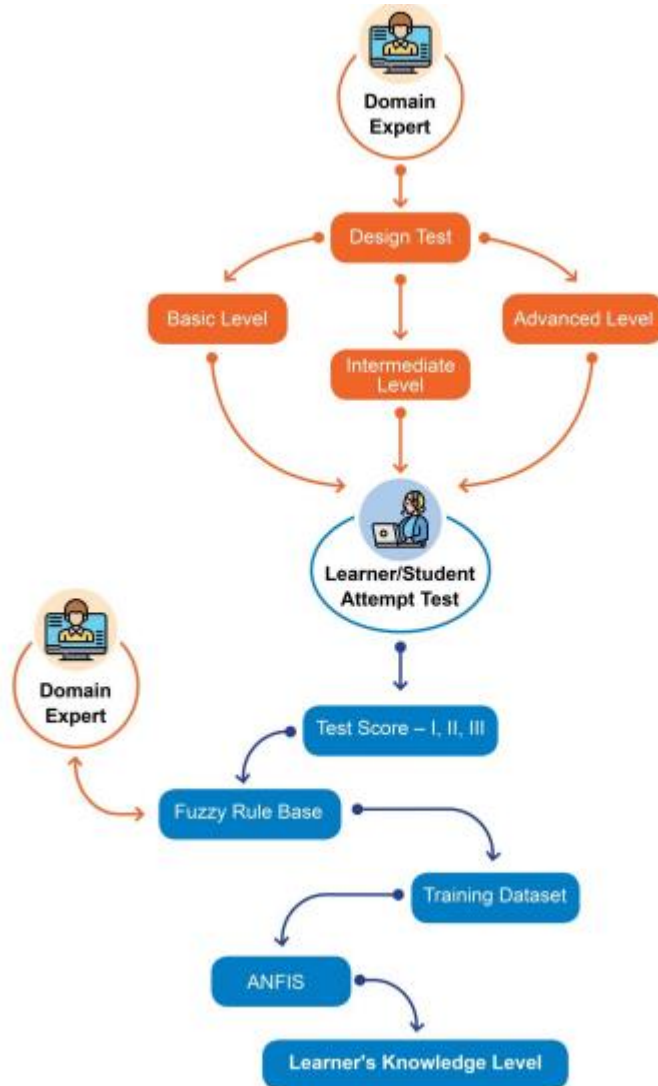 Domain
Expert
Design Test
Basic Level
Advanced Level
Intermediate
Level
Learner/Student
Attempt Test
Domain
Expert
Test Score – I, II, III
Fuzzy Rule Base
Training Dataset
ANFIS
Learner's Knowledge Level